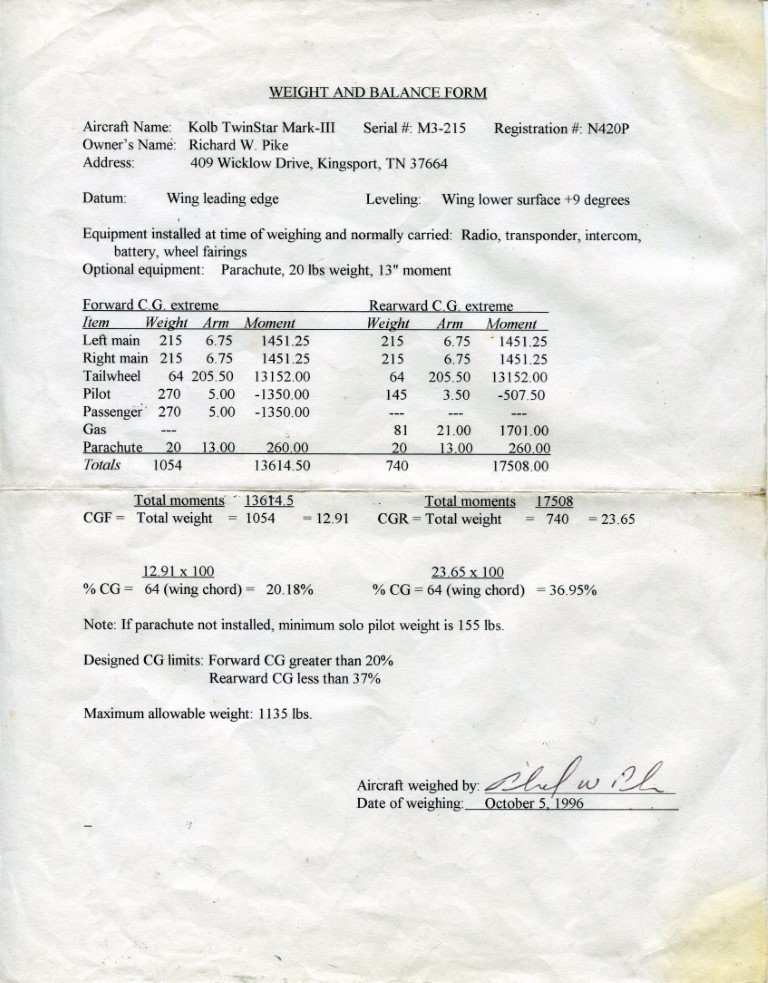 WEIGHT AND BALANCE FORM
Aircraft Name: Kolb TwinStar Mark-III Serial #: M3-215 Registration #: N420P
Owner's Name: Richard W. Pike
Address: 409 Wicklow Drive, Kingsport, TN 37664
Datum: Wing leading edge Leveling: Wing lower surface +9 degrees
Equipment installed at time of weighing and normally carried: Radio, transponder, intercom,
battery, wheel fairings
Optional equipment: Parachute, 20 lbs weight, 13" moment
Forward C.G. extreme Rearward C.G. extreme
Item Weight Arm Moment Weight Arm Moment
Left main 215 6.75 1451.25 215 6.75 1451.25
Right main 215 6.75 1451.25 215 6.75 1451.25
Tailwheel 64 205.50 13152.00 64 205.50 13152.00
Pilot 270 5.00 -1350.00 145 3.50 -507.50
Passenger 270 5.00 -1350.00 --- --- ---
Gas --- 81 21.00 1701.00
Parachute 20 13.00 260.00 20 13.00 260.00
Totals 1054 13614.50 740 17508.00
Total moments 13614.5 Total moments 17508
CGF = Total weight = 1054 = 12.91 CGR = Total weight = 740 = 23.65
12.91 x 100 23.65 x 100
% CG = 64 (wing chord) = 20.18% % CG = 64 (wing chord) = 36.95%
Note: If parachute not installed, minimum solo pilot weight is 155 lbs.
Designed CG limits: Forward CG greater than 20%
Rearward CG less than 37%
Maximum allowable weight: 1135 lbs.
Aircraft weighed by:
Date of weighing: October 5, 1996